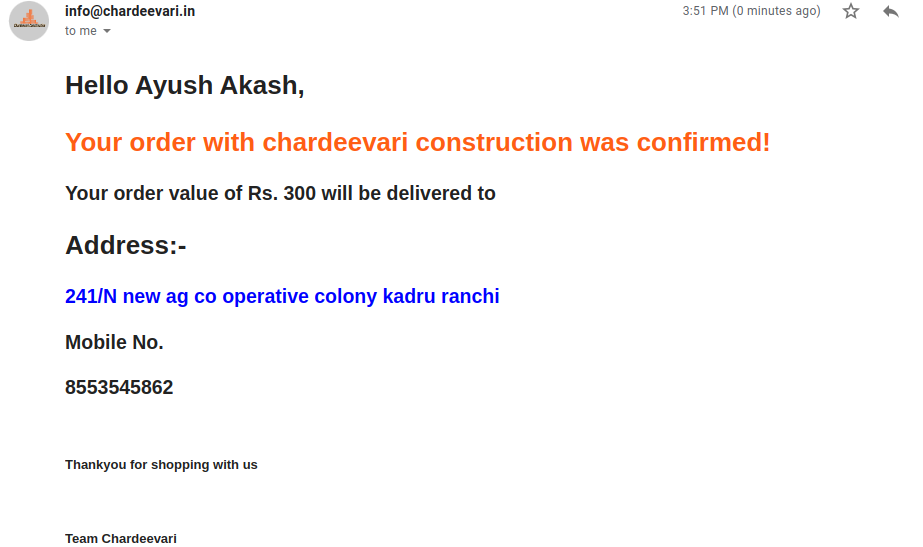 info@chardeevari.in
3:51 PM (0 minutes ago)
to me
Hello Ayush Akash,
Your order with chardeevari construction was confirmed!
Your order value of Rs. 300 will be delivered to
Address:-
241/N new ag co operative colony kadru ranchi
Mobile No.
8553545862
Thankyou for shopping with us
Team Chardeevari